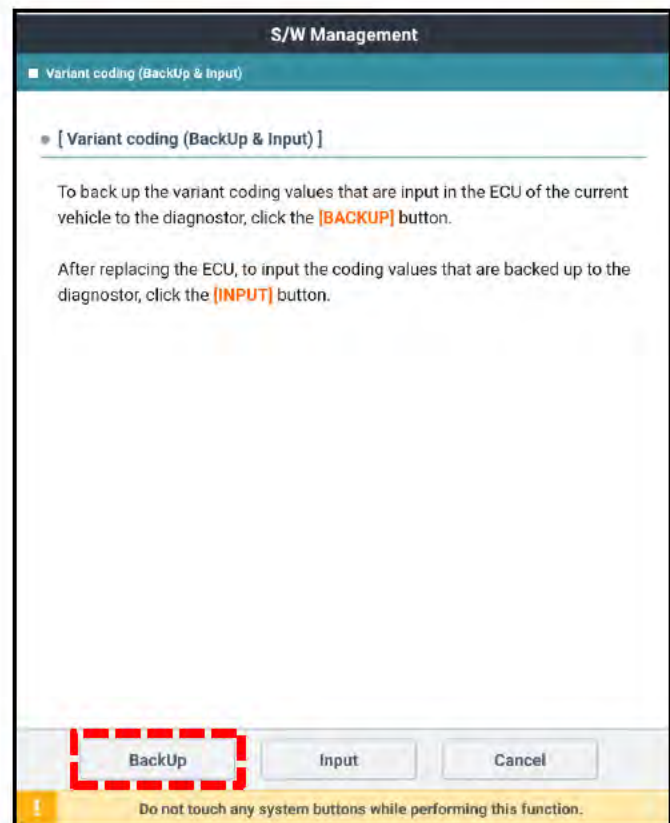 S/W Management
Variant coding (BackUp & Input)
[ Variant coding (BackUp & Input) ]
To back up the variant coding values that are input in the ECU of the current
vehicle to the diagnostor, click the [BACKUP] button.
After replacing the ECU, to input the coding values that are backed up to the
diagnostor, click the [INPUT] button.
BackUp
Input
Cancel
! Do not touch any system buttons while performing this function.